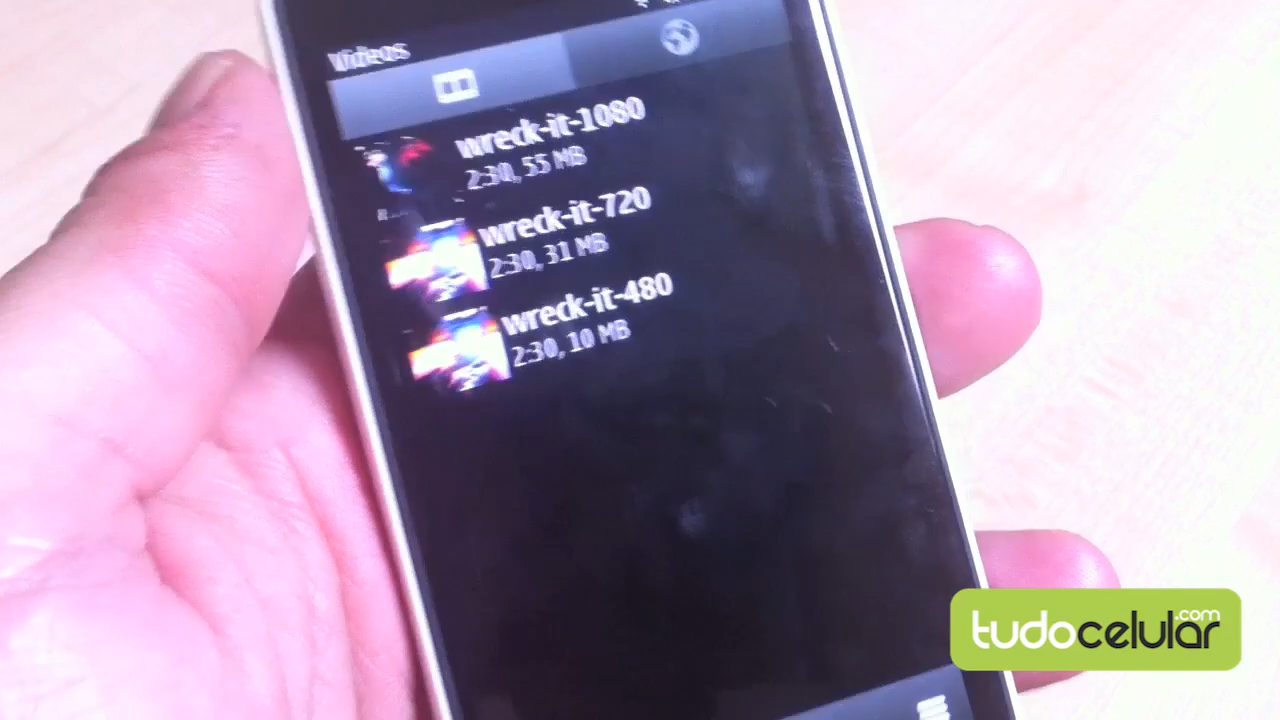 Videos
wreck-it-1080
2:30, 55 MB
wreck-it-720
2:30, 31 MB
wreck-it-480
2:30, 10 MB
tudocelular.com